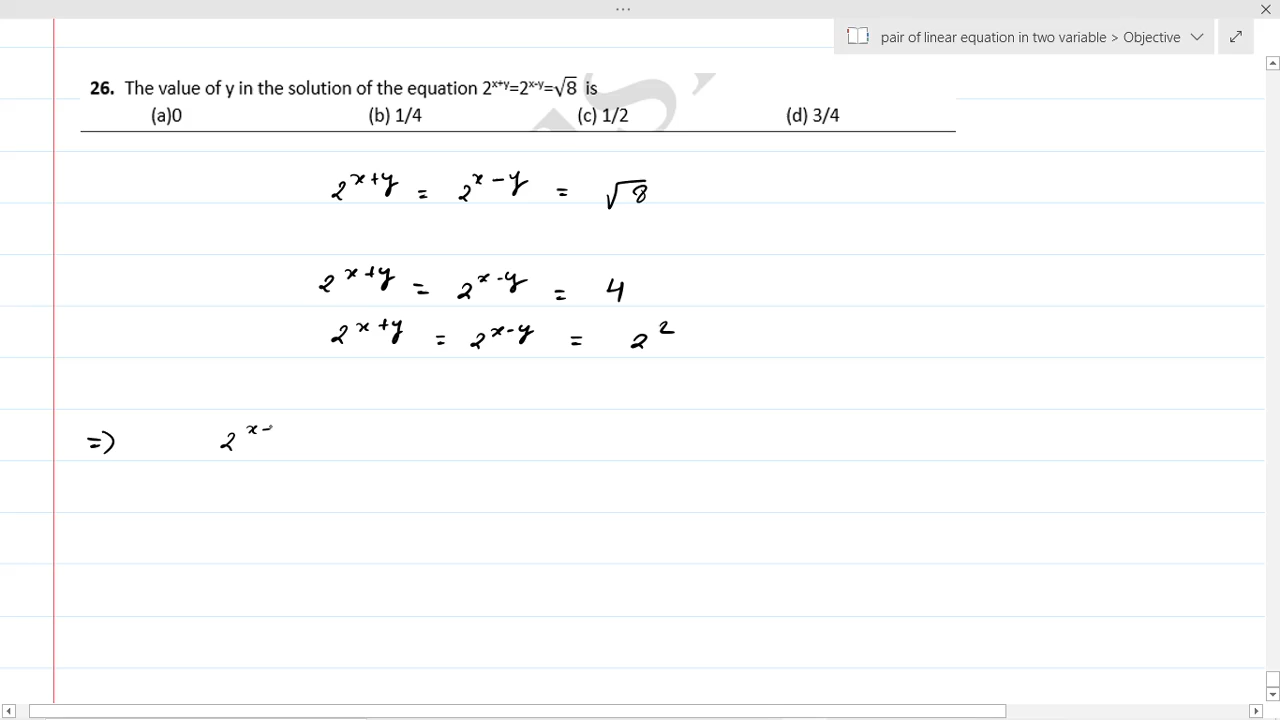 pair of linear equation in two variable > Objective
26. The value of y in the solution of the equation 2ˣ⁺ʸ=2ˣ⁻ʸ=√8 is
(a)0 (b) 1/4 (c) 1/2 (d) 3/4
2^{x+y} = 2^{x-y} = √8
2^{x+y} = 2^{x-y} = 4
2^{x+y} = 2^{x-y} = 2^2
=> 2^{x-